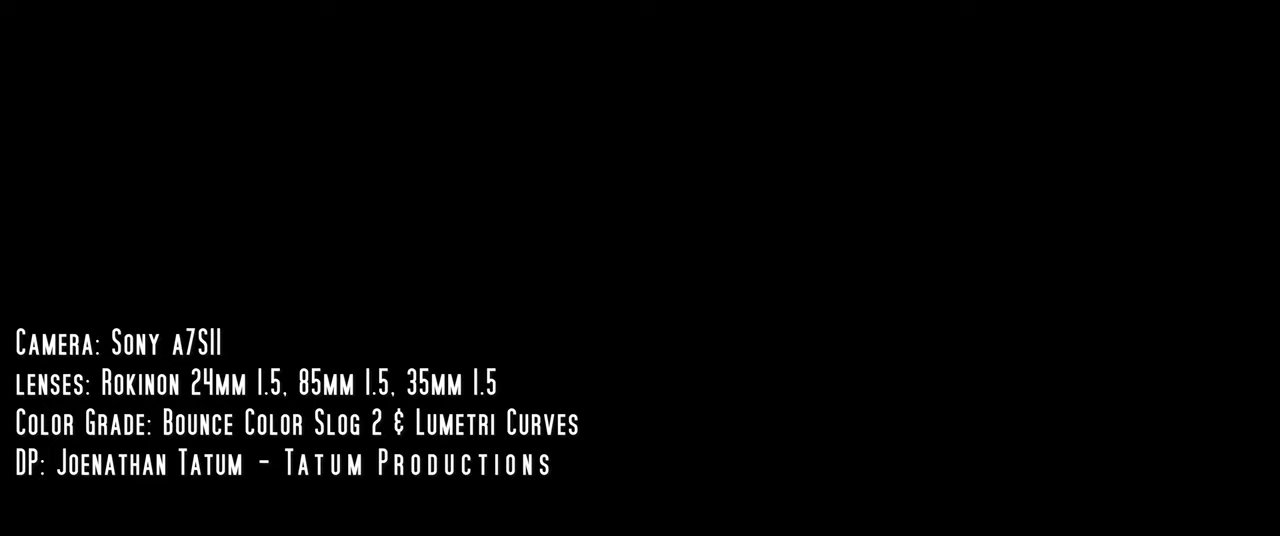 Camera: Sony a7SII
lenses: Rokinon 24mm 1.5, 85mm 1.5, 35mm 1.5
Color Grade: Bounce Color Slog 2 & Lumetri Curves
DP: Joenathan Tatum - Tatum Productions